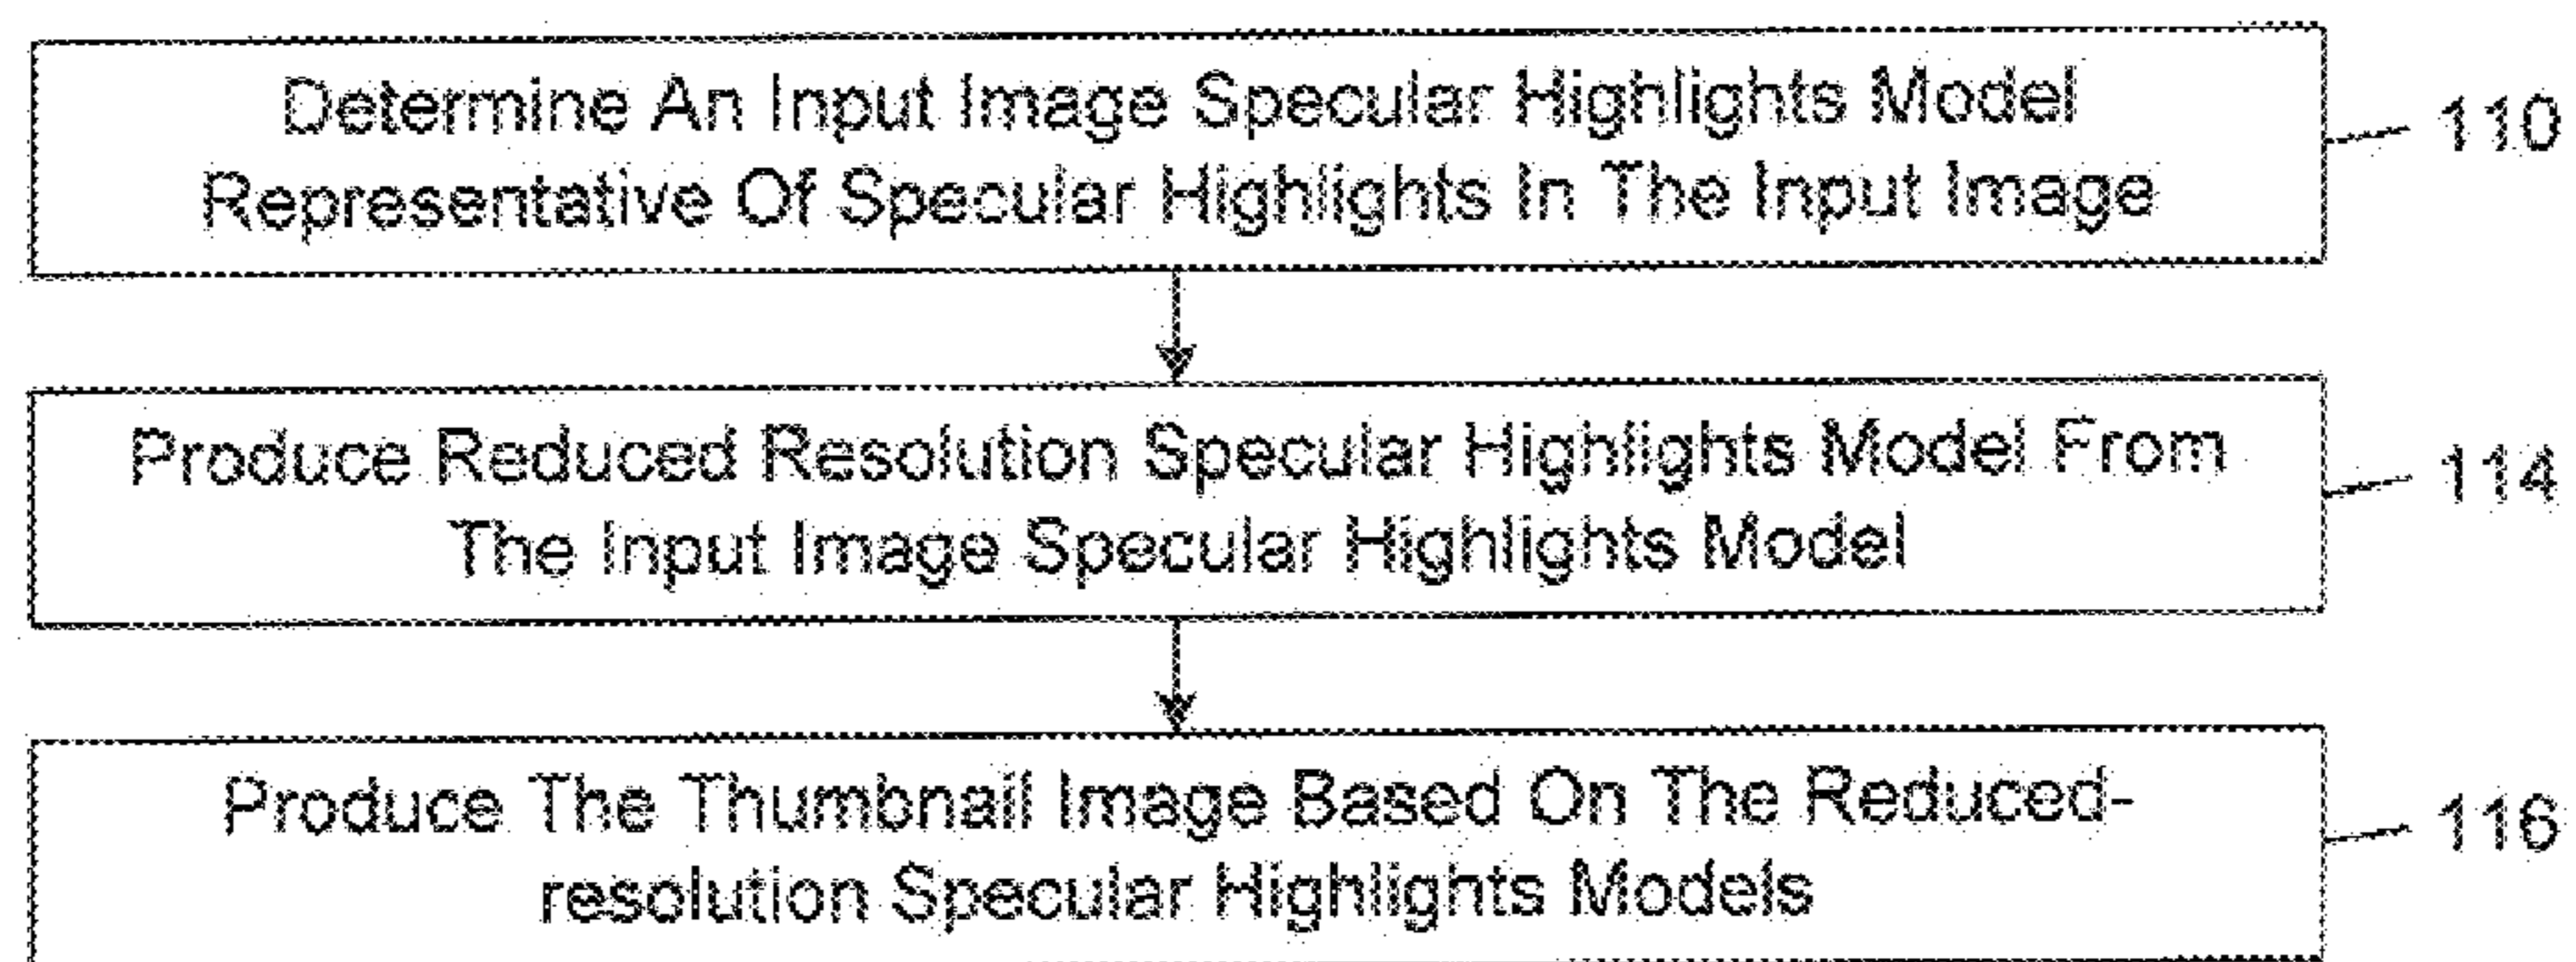 Determine An Input Image Specular Highlights Model
Representative Of Specular Highlights In The Input Image
110
Produce Reduced Resolution Specular Highlights Model From
The Input Image Specular Highlights Model
114
Produce The Thumbnail Image Based On The Reduced-
resolution Specular Highlights Models
116